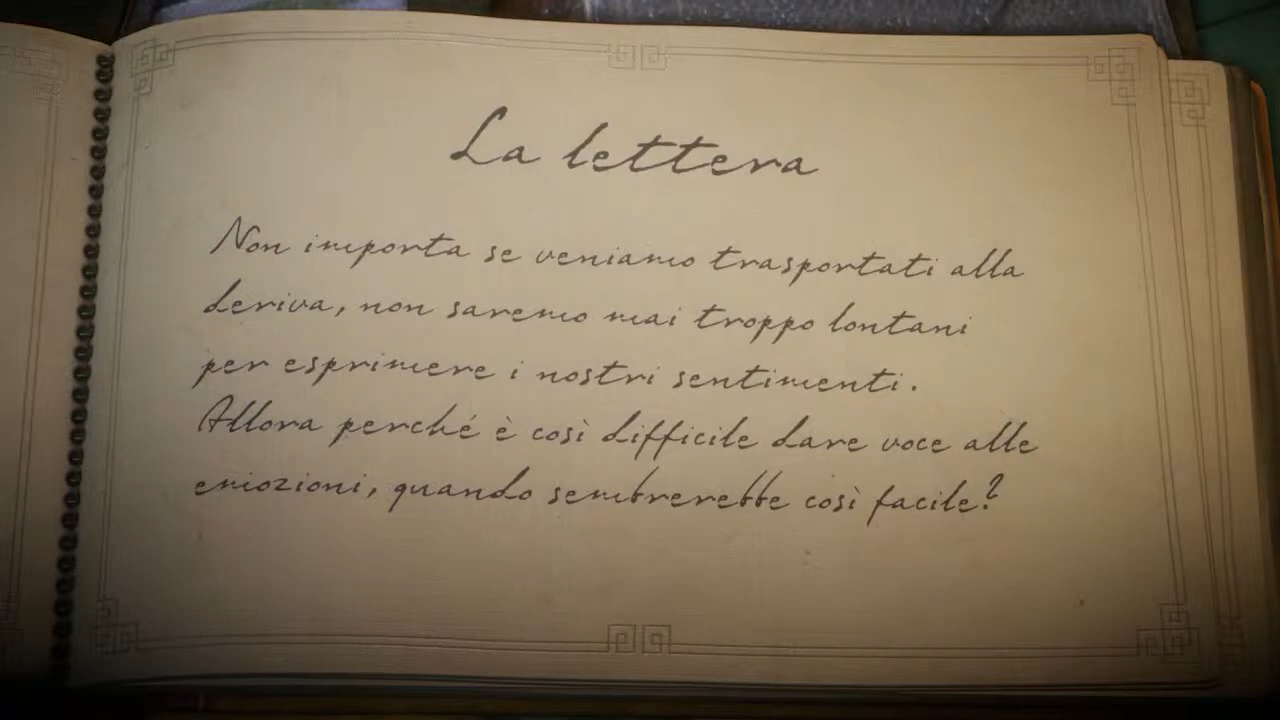 La lettera
Non importa se veniamo trasportati alla
deriva, non saremo mai troppo lontani
per esprimere i nostri sentimenti.
Allora perché è così difficile dare voce alle
emozioni, quando sembrerebbe così facile?